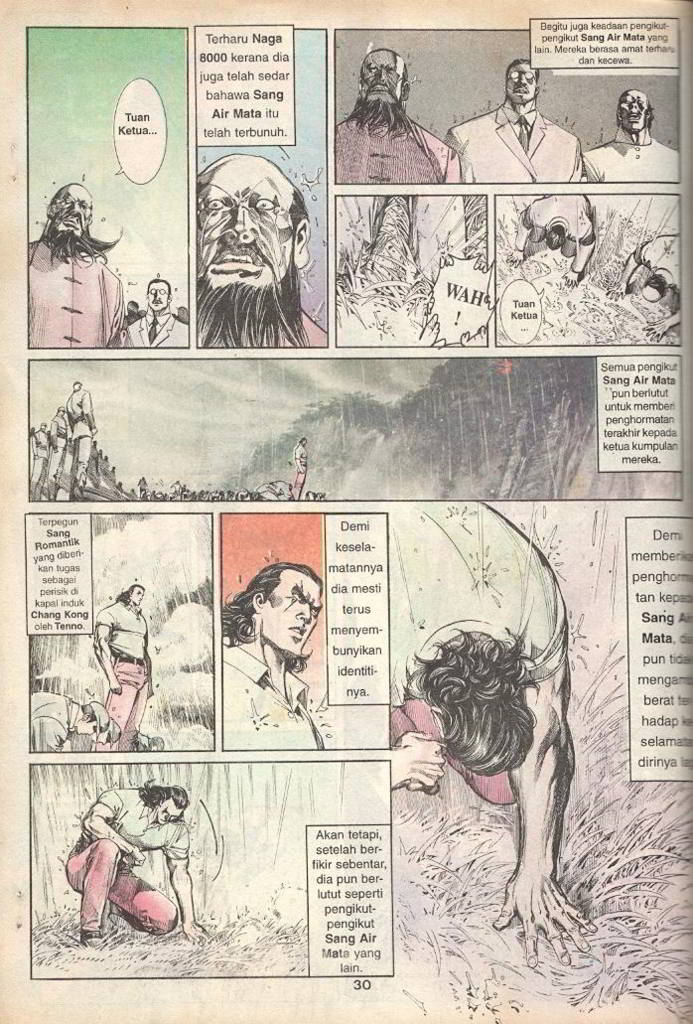 Tuan
Ketua...
Terharu Naga
8000 kerana dia
juga telah sedar
bahawa Sang
Air Mata itu
telah terbunuh.
Begitu juga keadaan pengikut-
pengikut Sang Air Mata yang
lain. Mereka berasa amat terharu
dan kecewa.
WAH
!
Tuan
Ketua
Semua pengikut
Sang Air Mata
pun berlutut
untuk memberi
penghormatan
terakhir kepada
ketua kumpulan
mereka.
Terpegun
Sang
Romantik
yang diberi-
kan tugas
sebagai
perisik di
kapal induk
Chang Kong
oleh Tenno.
Demi
kesela-
matannya
dia mesti
terus
menyem-
bunyikan
identiti-
nya.
Demi
penghorma
tan
Sang
Mata,
pun
berat
hadap
selamat
dirinya
Akan tetapi,
setelah ber-
fikir sebentar,
dia pun ber-
lutut seperti
pengikut-
pengikut
Sang Air
Mata yang
lain.
30